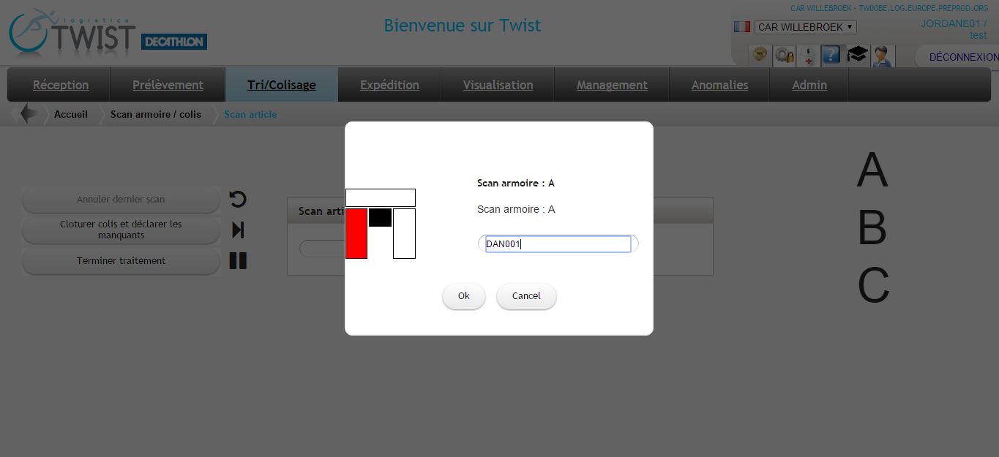 CAR WILLEBROEK - TW00BE.LOG.EUROPE.PREPROD.ORG
logistics
TWIST DECATHLON
Bienvenue sur Twist
CAR WILLEBROEK
JORDANE01 /
test
DÉCONNEXION
Réception Prélèvement Tri/Colisage Expédition Visualisation Management Anomalies Admin
Accueil Scan armoire / colis Scan article
Annuler dernier scan
Cloturer colis et déclarer les
manquants
Terminer traitement
Scan arti
Scan armoire : A
Scan armoire : A
DAN001
Ok Cancel
A
B
C